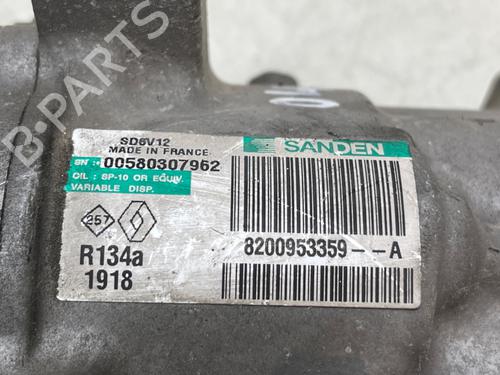 B-PARTS
SD6V12
MADE IN FRANCE
SN : 00580307962
OIL : SP-10 OR EQUIV.
VARIABLE DISP.
SANDEN
257
R134a
1918
8200953359--A